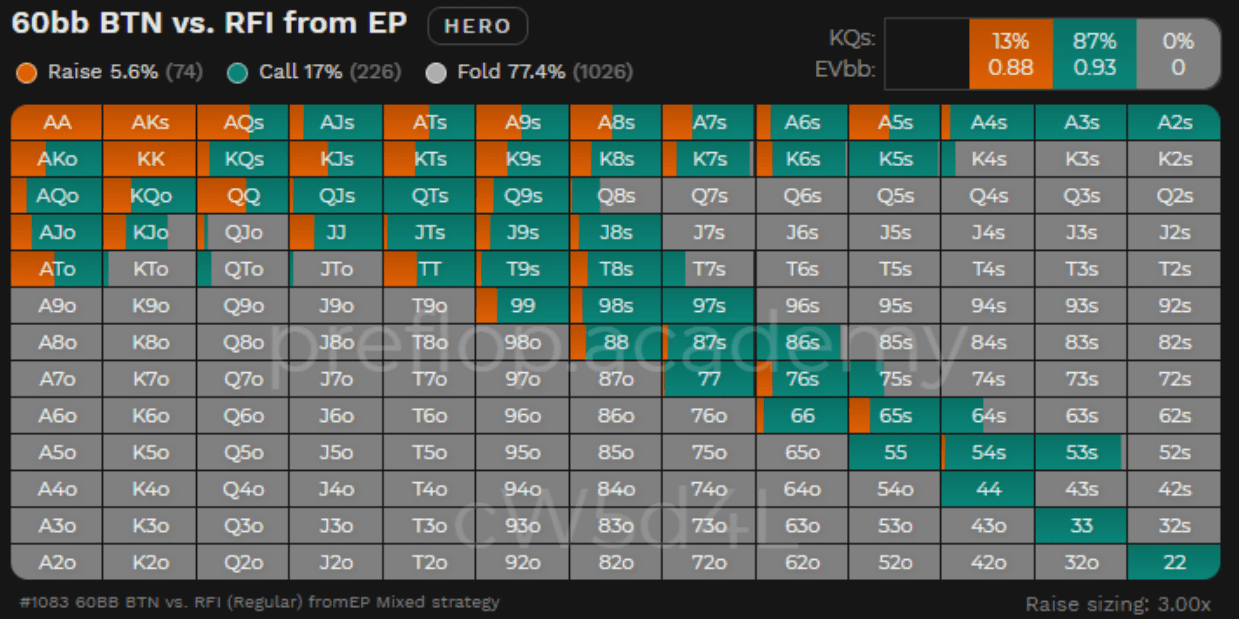 60bb BTN vs. RFI from EP HERO
KQs: 13% 87% 0%
Raise 5.6% (74) Call 17% (226) Fold 77.4% (1026)
EVbb: 0.88 0.93 0
AA AKs AQs AJs ATs A9s A8s A7s A6s A5s A4s A3s A2s
AKo KK KQs KJs KTs K9s K8s K7s K6s K5s K4s K3s K2s
AQo KQo QQ QJs QTs Q9s Q8s Q7s Q6s Q5s Q4s Q3s Q2s
AJo KJo QJo JJ JTs J9s J8s J7s J6s J5s J4s J3s J2s
ATo KTo QTo JTo TT T9s T8s T7s T6s T5s T4s T3s T2s
A9o K9o Q9o J9o T9o 99 98s 97s 96s 95s 94s 93s 92s
preflop.academy
A8o K8o Q8o J8o T8o 98o 88 87s 86s 85s 84s 83s 82s
A7o K7o Q7o J7o T7o 97o 87o 77 76s 75s 74s 73s 72s
A6o K6o Q6o J6o T6o 96o 86o 76o 66 65s 64s 63s 62s
A5o K5o Q5o J5o T5o 95o 85o 75o 65o 55 54s 53s 52s
A4o K4o Q4o J4o T4o 94o 84o 74o 64o 54o 44 43s 42s
cW5d4L
A3o K3o Q3o J3o T3o 93o 83o 73o 63o 53o 43o 33 32s
A2o K2o Q2o J2o T2o 92o 82o 72o 62o 52o 42o 32o 22
#1083 60BB BTN vs. RFI (Regular) fromEP Mixed strategy
Raise sizing: 3.00x